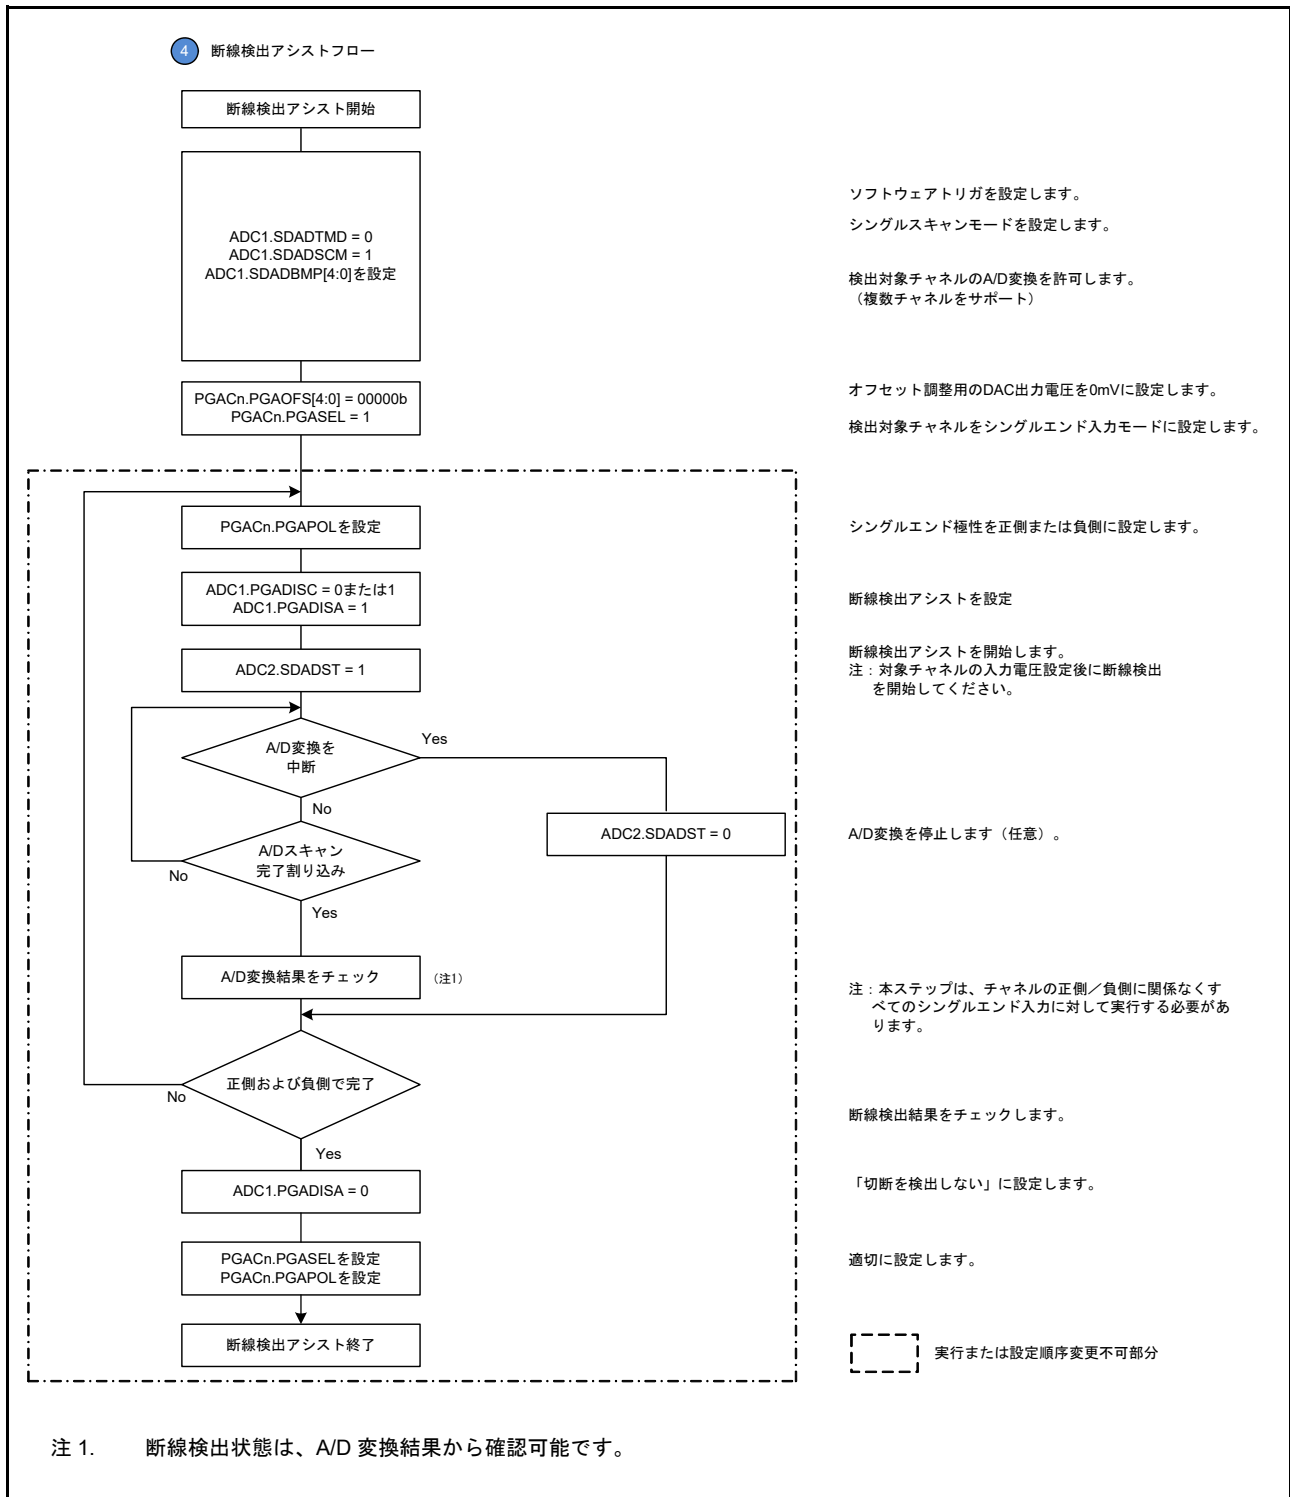 4 断線検出アシストフロー
断線検出アシスト開始
ADC1.SDADTMD = 0
ADC1.SDADSCM = 1
ADC1.SDADBMP[4:0]を設定
ソフトウェアトリガを設定します。
シングルスキャンモードを設定します。
検出対象チャネルのA/D変換を許可します。
（複数チャネルをサポート）
PGACn.PGAOFS[4:0] = 00000b
PGACn.PGASEL = 1
オフセット調整用のDAC出力電圧を0mVに設定します。
検出対象チャネルをシングルエンド入力モードに設定します。
PGACn.PGAPOLを設定
シングルエンド極性を正側または負側に設定します。
ADC1.PGADISC = 0または1
ADC1.PGADISA = 1
断線検出アシストを設定
ADC2.SDADST = 1
断線検出アシストを開始します。
注：対象チャネルの入力電圧設定後に断線検出
を開始してください。
A/D変換を
中断
Yes
No
ADC2.SDADST = 0
A/D変換を停止します（任意）。
A/Dスキャン
完了割り込み
No
Yes
A/D変換結果をチェック
（注1）
注：本ステップは、チャネルの正側／負側に関係なくす
べてのシングルエンド入力に対して実行する必要があ
ります。
正側および負側で完了
No
Yes
断線検出結果をチェックします。
ADC1.PGADISA = 0
「切断を検出しない」に設定します。
PGACn.PGASELを設定
PGACn.PGAPOLを設定
適切に設定します。
断線検出アシスト終了
実行または設定順序変更不可部分
注 1. 断線検出状態は、A/D 変換結果から確認可能です。